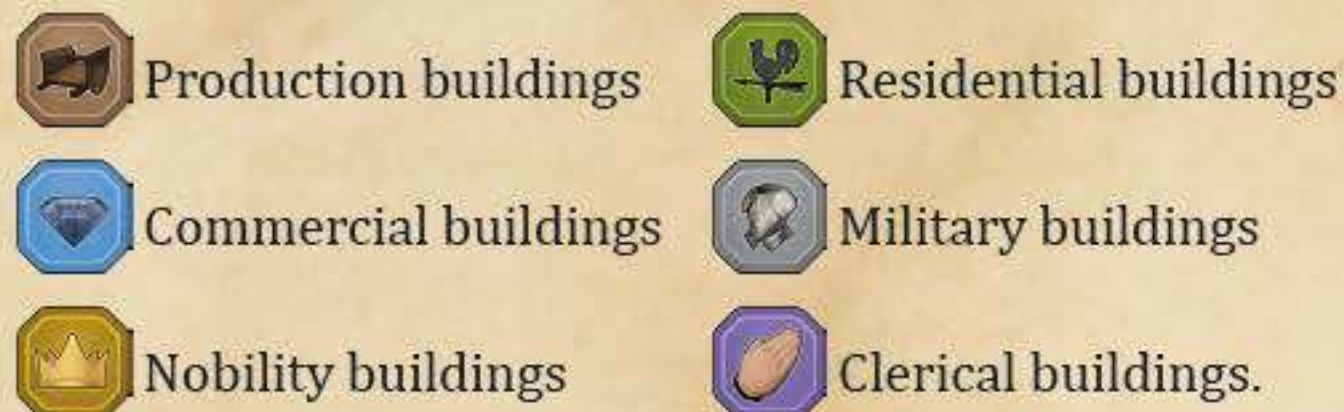 Production buildings
Residential buildings
Commercial buildings
Military buildings
Nobility buildings
Clerical buildings.